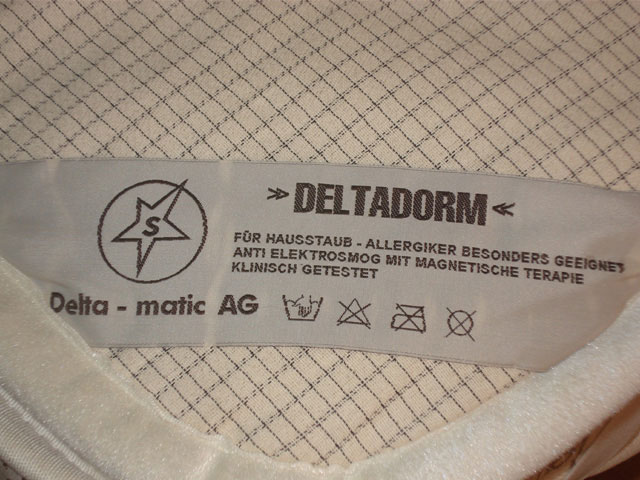 S
» DELTADORM «
FÜR HAUSSTAUB - ALLERGIKER BESONDERS GEEIGNET
ANTI ELEKTROSMOG MIT MAGNETISCHE TERAPIE
KLINISCH GETESTET
Delta - matic AG